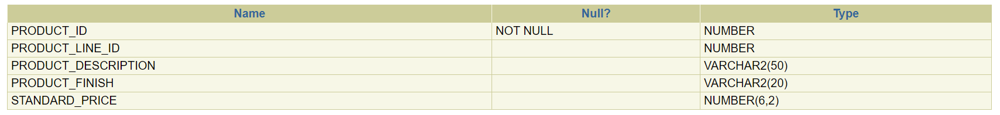 Name Null? Type
PRODUCT_ID NOT NULL NUMBER
PRODUCT_LINE_ID NUMBER
PRODUCT_DESCRIPTION VARCHAR2(50)
PRODUCT_FINISH VARCHAR2(20)
STANDARD_PRICE NUMBER(6,2)